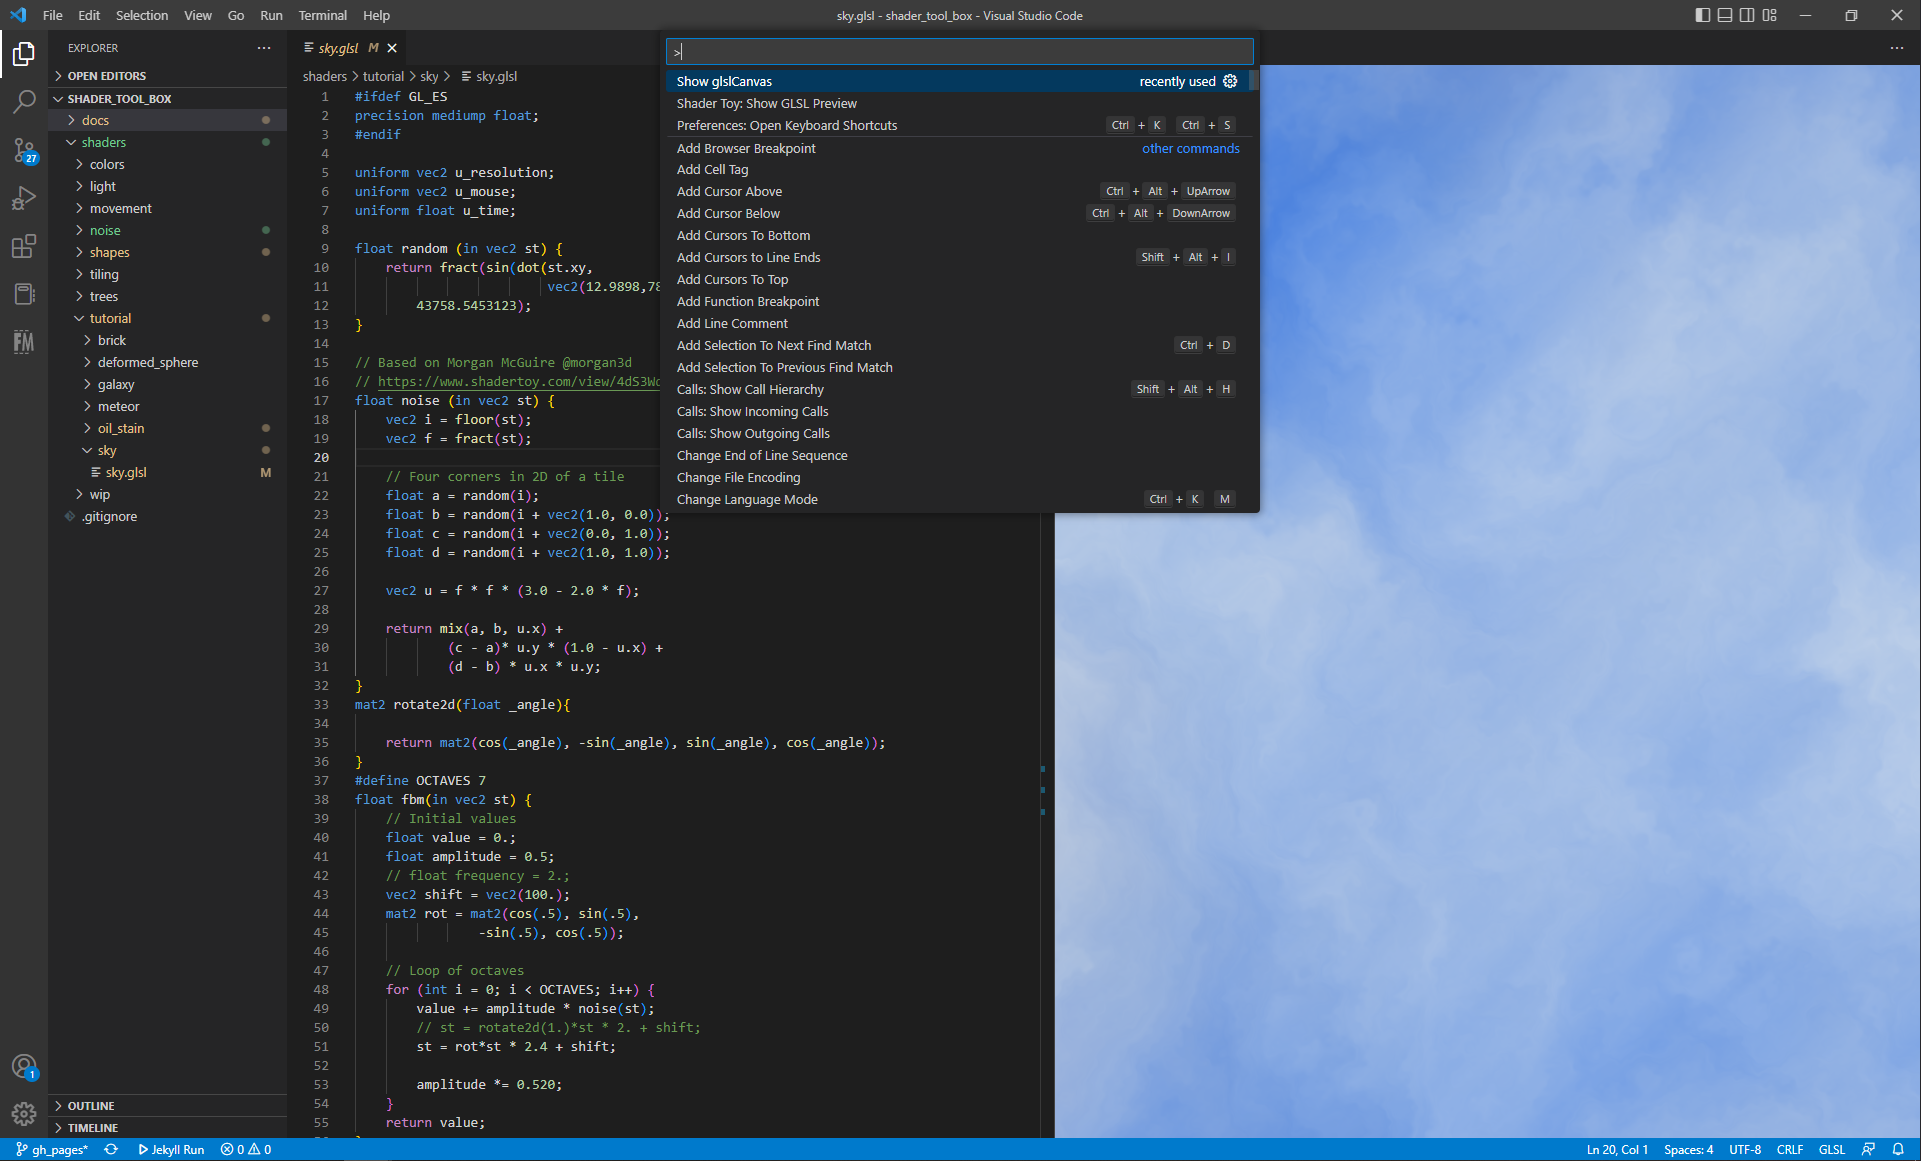 File Edit Selection View Go Run Terminal Help
sky.glsl - shader_tool_box - Visual Studio Code
EXPLORER
OPEN EDITORS
SHADER_TOOL_BOX
docs
shaders
colors
light
movement
noise
shapes
tiling
trees
tutorial
brick
deformed_sphere
galaxy
meteor
oil_stain
sky
sky.glsl M
wip
.gitignore
OUTLINE
TIMELINE
27
1
FM
sky.glsl M
shaders > tutorial > sky > sky.glsl
1 #ifdef GL_ES
2 precision mediump float;
3 #endif
4
5 uniform vec2 u_resolution;
6 uniform vec2 u_mouse;
7 uniform float u_time;
8
9 float random (in vec2 st) {
10 return fract(sin(dot(st.xy,
11 vec2(12.9898,78
12 43758.5453123);
13 }
14
15 // Based on Morgan McGuire @morgan3d
16 // https://www.shadertoy.com/view/4dS3Wd
17 float noise (in vec2 st) {
18 vec2 i = floor(st);
19 vec2 f = fract(st);
20
21 // Four corners in 2D of a tile
22 float a = random(i);
23 float b = random(i + vec2(1.0, 0.0));
24 float c = random(i + vec2(0.0, 1.0));
25 float d = random(i + vec2(1.0, 1.0));
26
27 vec2 u = f * f * (3.0 - 2.0 * f);
28
29 return mix(a, b, u.x) +
30 (c - a)* u.y * (1.0 - u.x) +
31 (d - b) * u.x * u.y;
32 }
33 mat2 rotate2d(float _angle){
34
35 return mat2(cos(_angle), -sin(_angle), sin(_angle), cos(_angle));
36 }
37 #define OCTAVES 7
38 float fbm(in vec2 st) {
39 // Initial values
40 float value = 0.;
41 float amplitude = 0.5;
42 // float frequency = 2.;
43 vec2 shift = vec2(100.);
44 mat2 rot = mat2(cos(.5), sin(.5),
45 -sin(.5), cos(.5));
46
47 // Loop of octaves
48 for (int i = 0; i < OCTAVES; i++) {
49 value += amplitude * noise(st);
50 // st = rotate2d(1.)*st * 2. + shift;
51 st = rot*st * 2.4 + shift;
52
53 amplitude *= 0.520;
54 }
55 return value;
>
Show glslCanvas recently used
Shader Toy: Show GLSL Preview
Preferences: Open Keyboard Shortcuts Ctrl + K Ctrl + S
Add Browser Breakpoint other commands
Add Cell Tag
Add Cursor Above Ctrl + Alt + UpArrow
Add Cursor Below Ctrl + Alt + DownArrow
Add Cursors To Bottom
Add Cursors to Line Ends Shift + Alt + I
Add Cursors To Top
Add Function Breakpoint
Add Line Comment
Add Selection To Next Find Match Ctrl + D
Add Selection To Previous Find Match
Calls: Show Call Hierarchy Shift + Alt + H
Calls: Show Incoming Calls
Calls: Show Outgoing Calls
Change End of Line Sequence
Change File Encoding
Change Language Mode Ctrl + K M
gh_pages* Jekyll Run 0 0 Ln 20, Col 1 Spaces: 4 UTF-8 CRLF GLSL